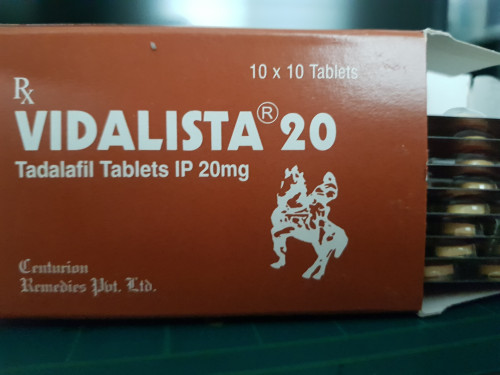 10 x 10 Tablets
Rx
VIDALISTA® 20
Tadalafil Tablets IP 20mg
Centurion
Remedies Pvt. Ltd.